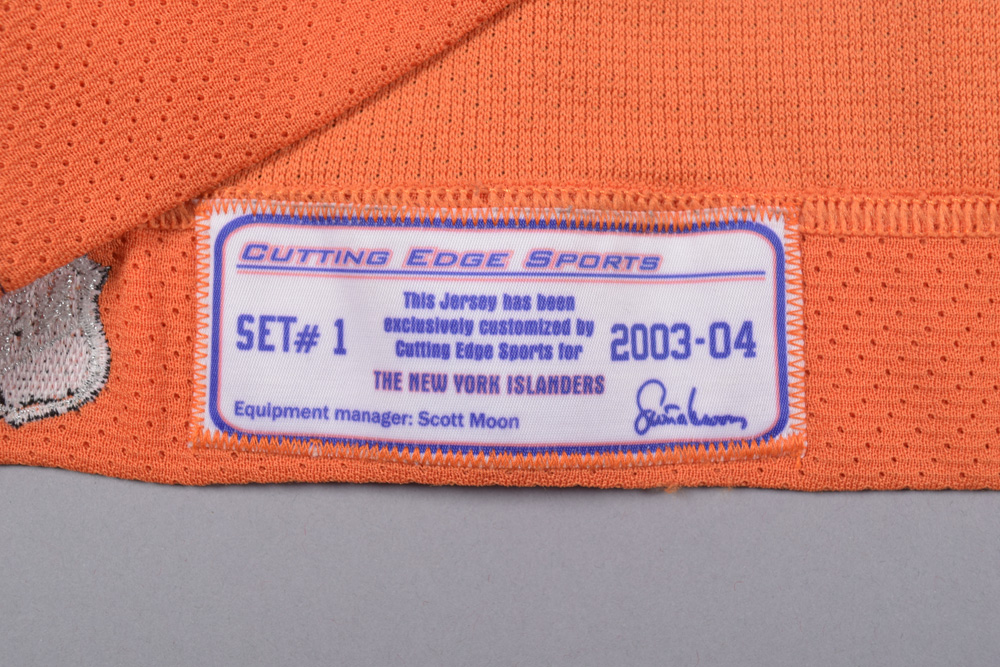 CUTTING EDGE SPORTS
This Jersey has been
exclusively customized by
Cutting Edge Sports for
THE NEW YORK ISLANDERS
SET# 1
2003-04
Equipment manager: Scott Moon